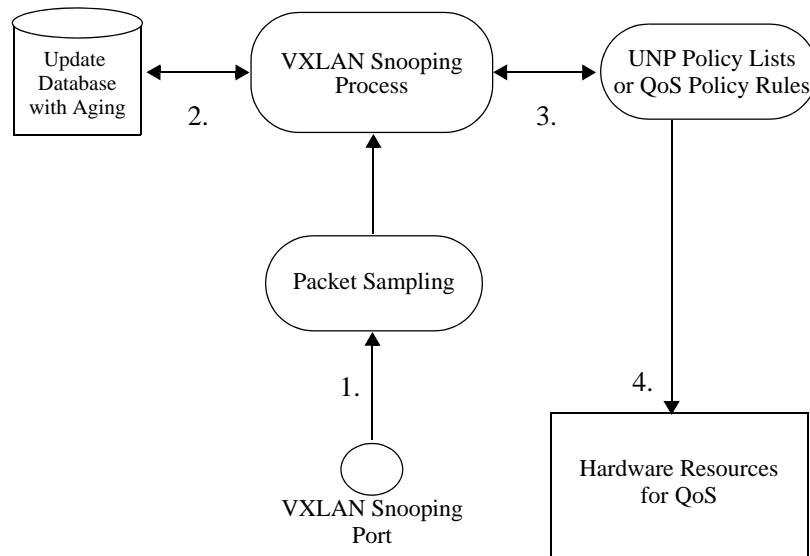 Update
Database
with Aging
VXLAN Snooping
Process
UNP Policy Lists
or QoS Policy Rules
2.
3.
Packet Sampling
1.
4.
VXLAN Snooping
Port
Hardware Resources
for QoS